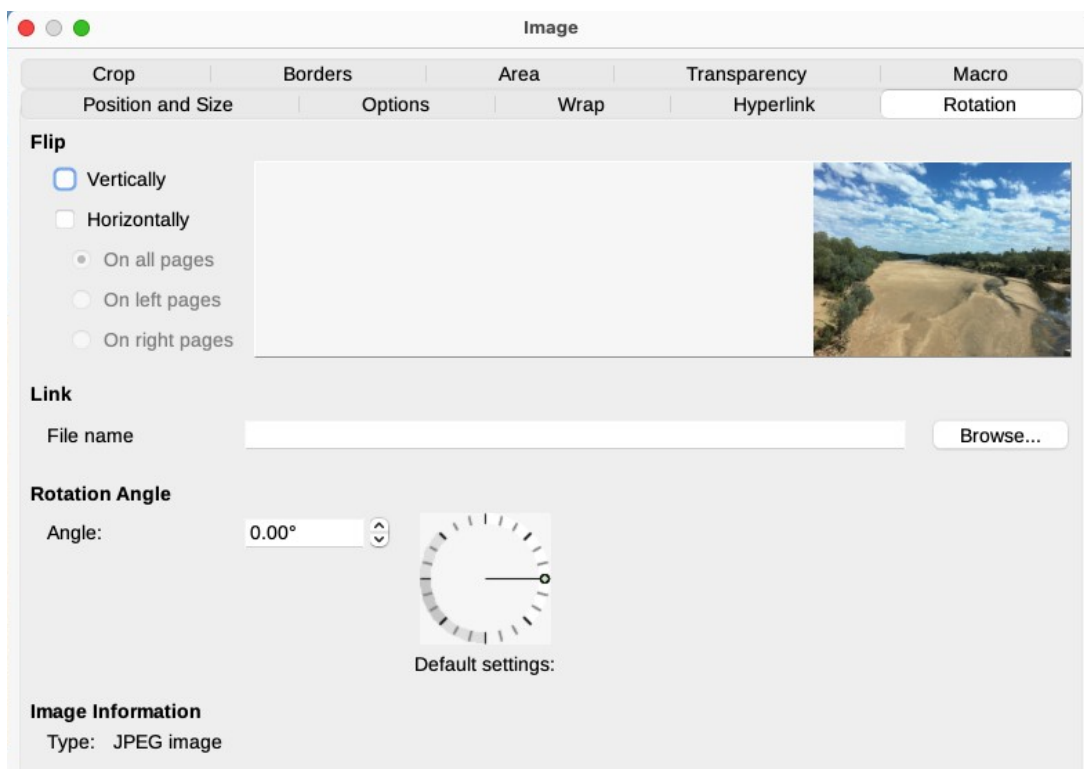 Image
Crop Borders Area Transparency Macro
Position and Size Options Wrap Hyperlink Rotation
Flip
Vertically
Horizontally
On all pages
On left pages
On right pages
Link
File name Browse...
Rotation Angle
Angle: 0.00°
Default settings:
Image Information
Type: JPEG image